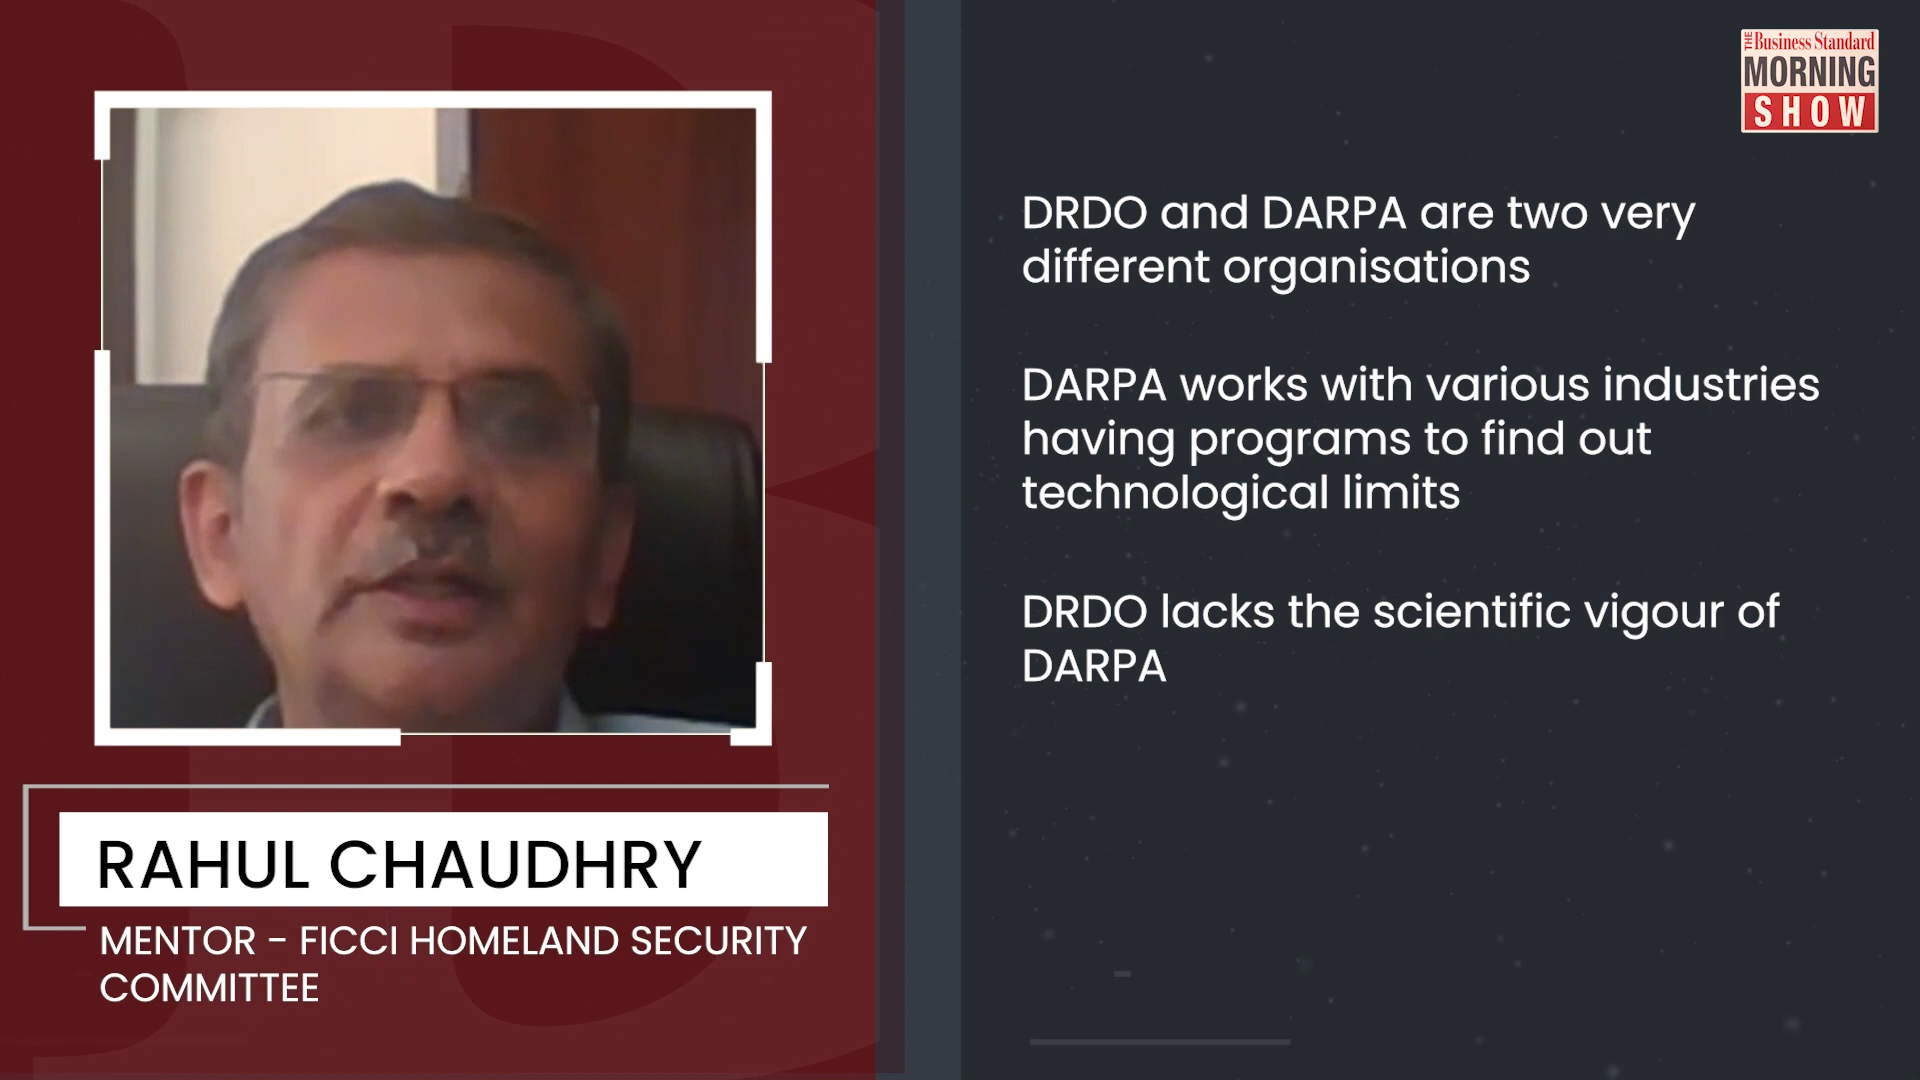 THE Business Standard
MORNING
SHOW
DRDO and DARPA are two very
different organisations
DARPA works with various industries
having programs to find out
technological limits
DRDO lacks the scientific vigour of
DARPA
RAHUL CHAUDHRY
MENTOR - FICCI HOMELAND SECURITY
COMMITTEE